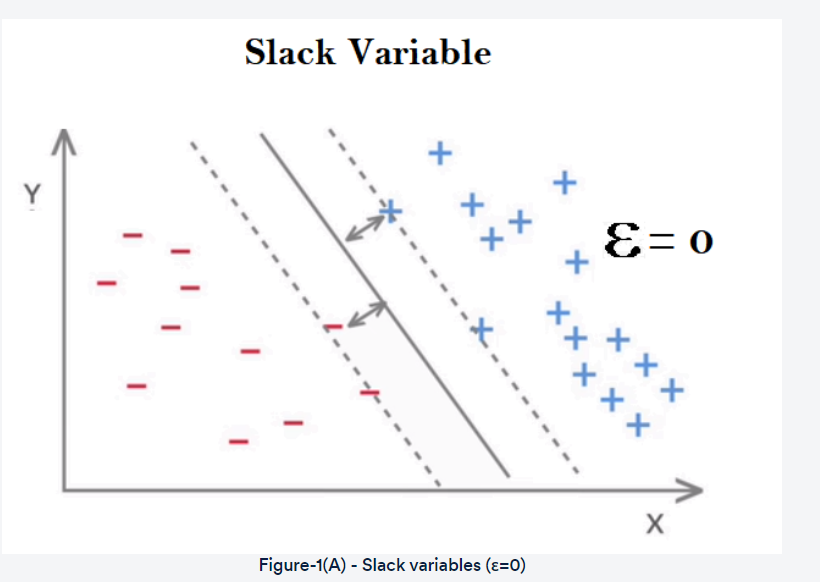 Slack Variable
Y
Ɛ = 0
X
Figure-1(A) - Slack variables (ε=0)